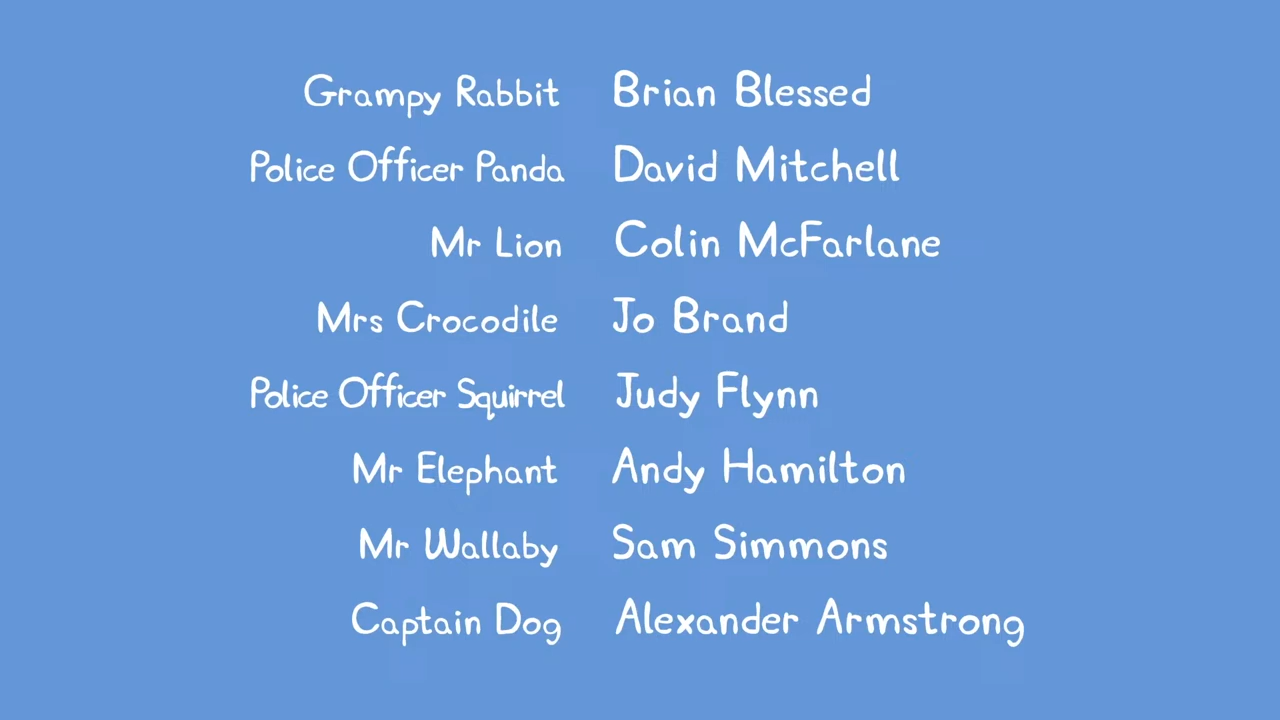 Grampy Rabbit Brian Blessed
Police Officer Panda David Mitchell
Mr Lion Colin McFarlane
Mrs Crocodile Jo Brand
Police Officer Squirrel Judy Flynn
Mr Elephant Andy Hamilton
Mr Wallaby Sam Simmons
Captain Dog Alexander Armstrong